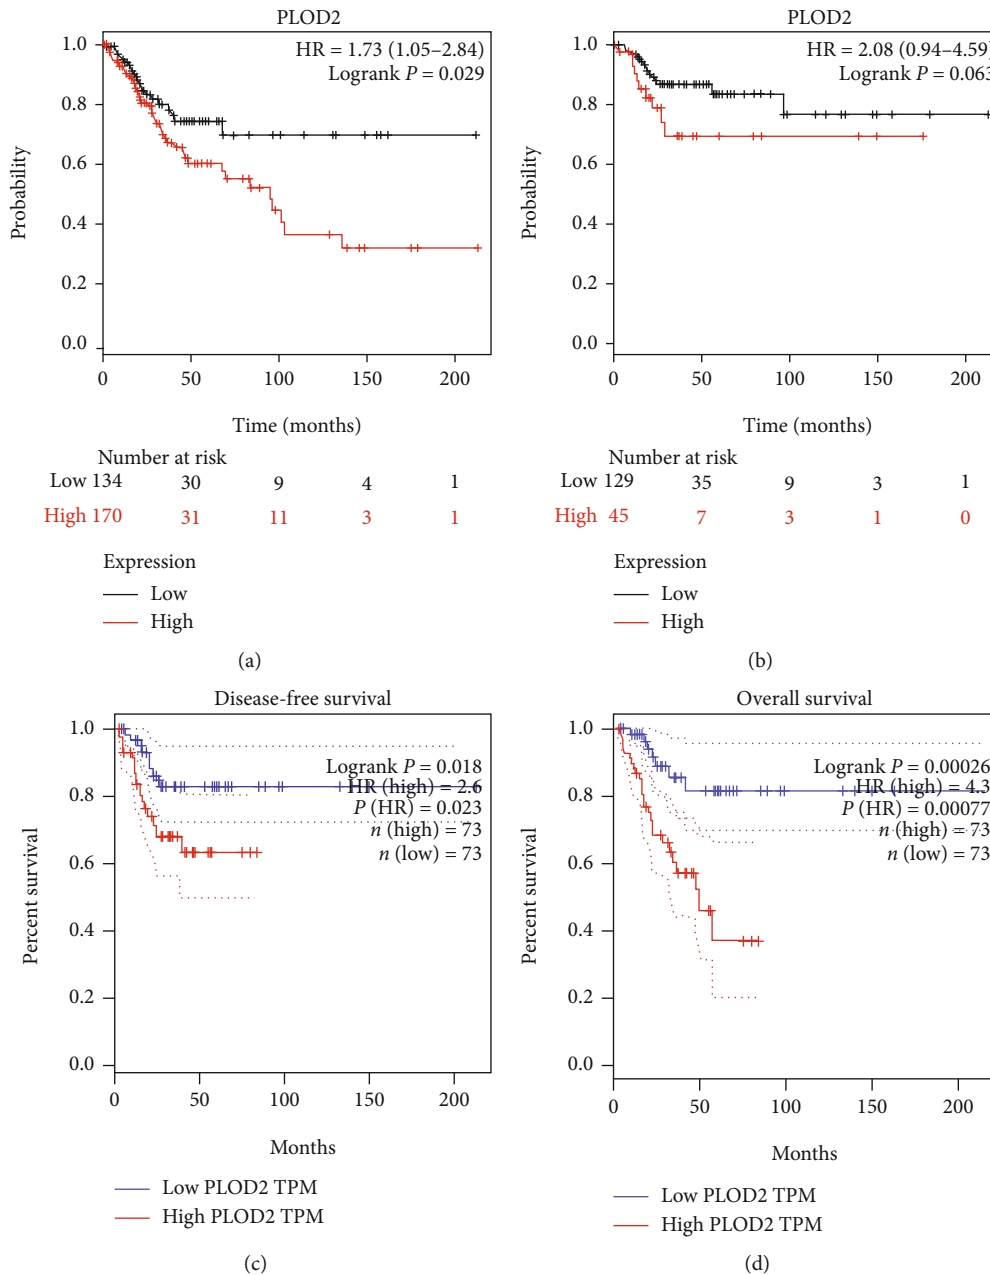 PLOD2
HR = 1.73 (1.05–2.84)
Logrank P = 0.029
Probability
1.0
0.8
0.6
0.4
0.2
0.0
0 50 100 150 200
Time (months)
Number at risk
Low 134 30 9 4 1
High 170 31 11 3 1
Expression
Low
High
(a)
PLOD2
HR = 2.08 (0.94–4.59)
Logrank P = 0.063
Probability
1.0
0.8
0.6
0.4
0.2
0.0
0 50 100 150 200
Time (months)
Number at risk
Low 129 35 9 3 1
High 45 7 3 1 0
Expression
Low
High
(b)
Disease-free survival
Logrank P = 0.018
HR (high) = 2.6
P (HR) = 0.023
n (high) = 73
n (low) = 73
Percent survival
1.0
0.8
0.6
0.4
0.2
0.0
0 50 100 150 200
Months
Low PLOD2 TPM
High PLOD2 TPM
(c)
Overall survival
Logrank P = 0.00026
HR (high) = 4.3
P (HR) = 0.00077
n (high) = 73
n (low) = 73
Percent survival
1.0
0.8
0.6
0.4
0.2
0.0
0 50 100 150 200
Months
Low PLOD2 TPM
High PLOD2 TPM
(d)